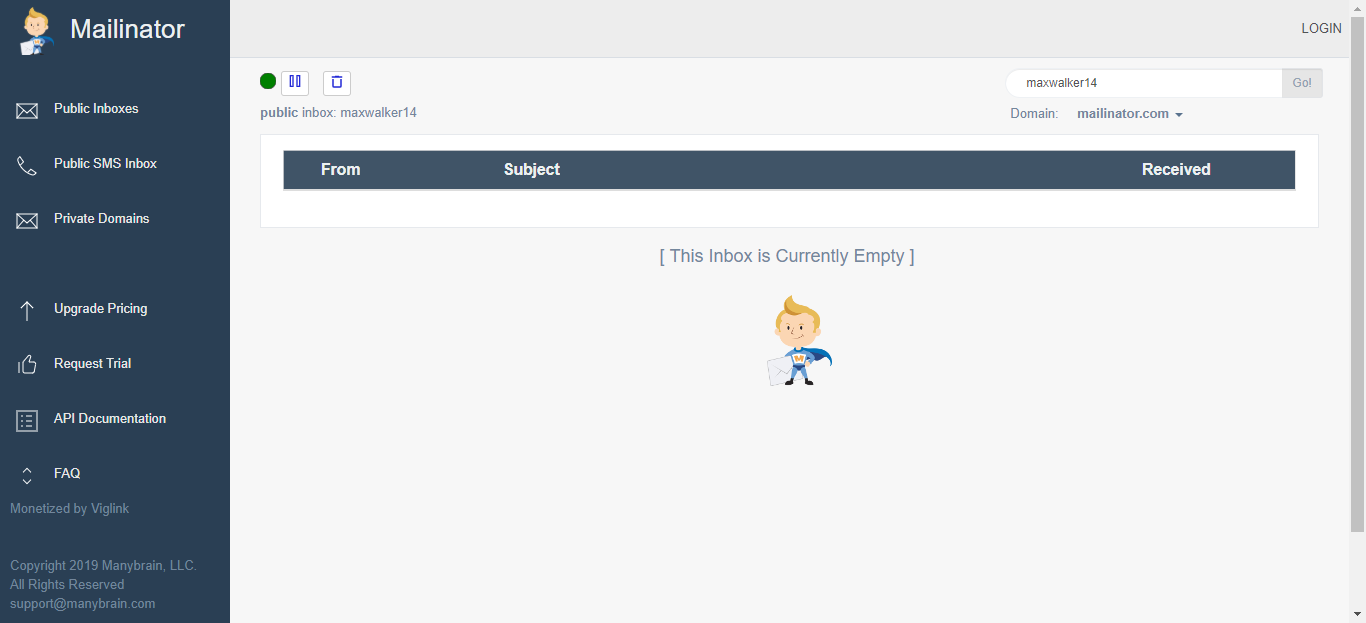 Mailinator
LOGIN
Public Inboxes
Public SMS Inbox
Private Domains
Upgrade Pricing
Request Trial
API Documentation
FAQ
Monetized by Viglink
Copyright 2019 Manybrain, LLC.
All Rights Reserved
support@manybrain.com
maxwalker14 Go!
public inbox: maxwalker14
Domain: mailinator.com
From Subject Received
[ This Inbox is Currently Empty ]
M